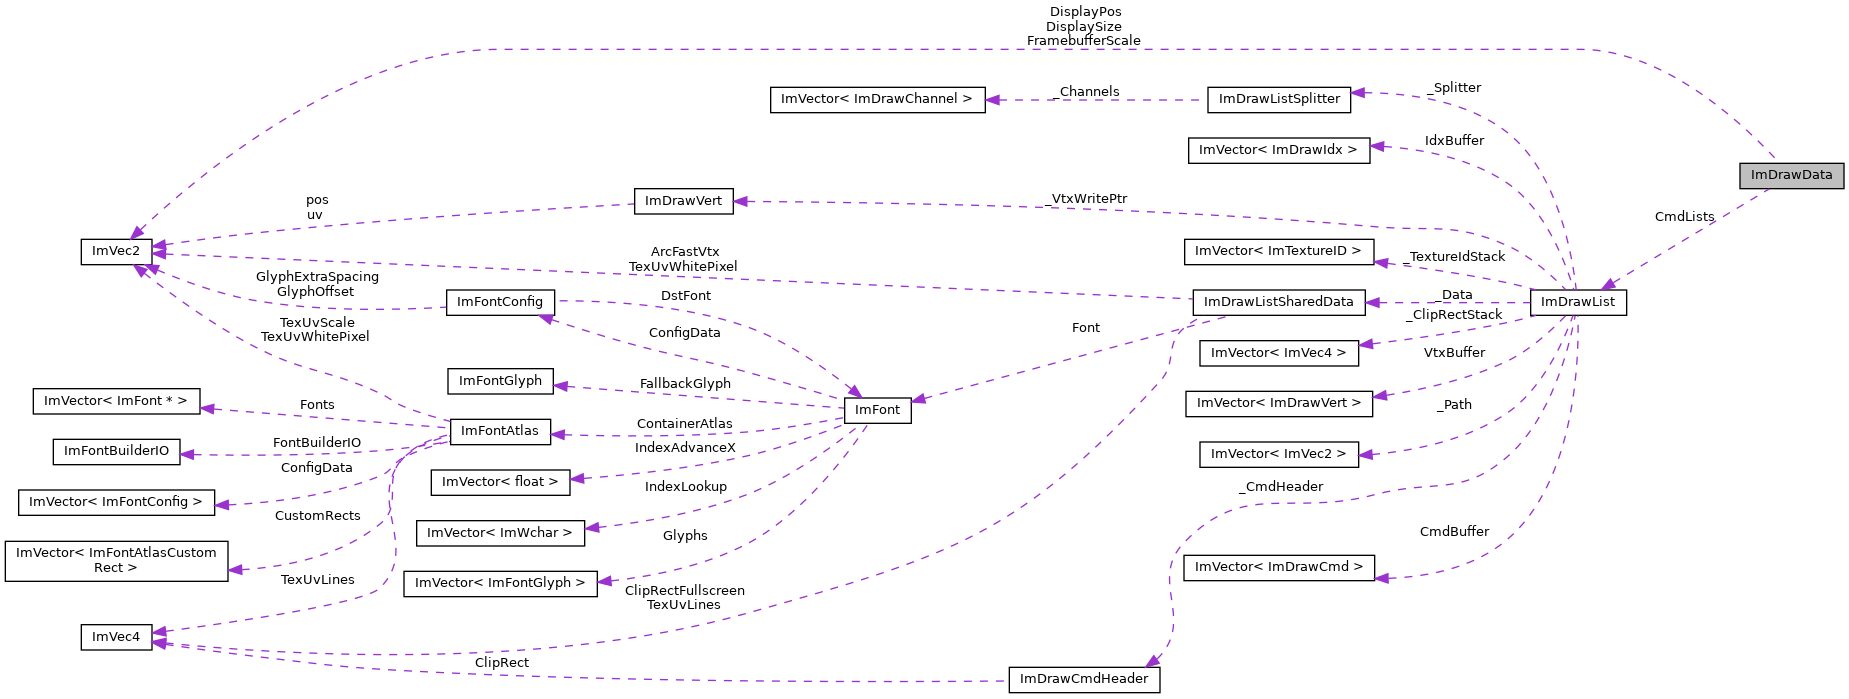 DisplayPos
DisplaySize
FramebufferScale
ImVector< ImDrawChannel >
_Channels
ImDrawListSplitter
_Splitter
ImVector< ImDrawIdx >
IdxBuffer
ImDrawData
CmdLists
pos
uv
ImDrawVert
_VtxWritePtr
ImVec2
ArcFastVtx
TexUvWhitePixel
ImVector< ImTextureID >
_TextureIdStack
GlyphExtraSpacing
GlyphOffset
ImFontConfig
DstFont
ImDrawListSharedData
_Data
ImDrawList
TexUvScale
TexUvWhitePixel
ConfigData
Font
_ClipRectStack
ImVector< ImVec4 >
VtxBuffer
ImFontGlyph
FallbackGlyph
ImVector< ImFont * >
Fonts
ImFont
ImVector< ImDrawVert >
_Path
ImFontAtlas
ContainerAtlas
ImFontBuilderIO
FontBuilderIO
IndexAdvanceX
ImVector< ImVec2 >
ConfigData
ImVector< float >
IndexLookup
_CmdHeader
ImVector< ImFontConfig >
CustomRects
ImVector< ImWchar >
Glyphs
CmdBuffer
ImVector< ImFontAtlasCustom
Rect >
TexUvLines
ImVector< ImFontGlyph >
ClipRectFullscreen
TexUvLines
ImVector< ImDrawCmd >
ImVec4
ClipRect
ImDrawCmdHeader